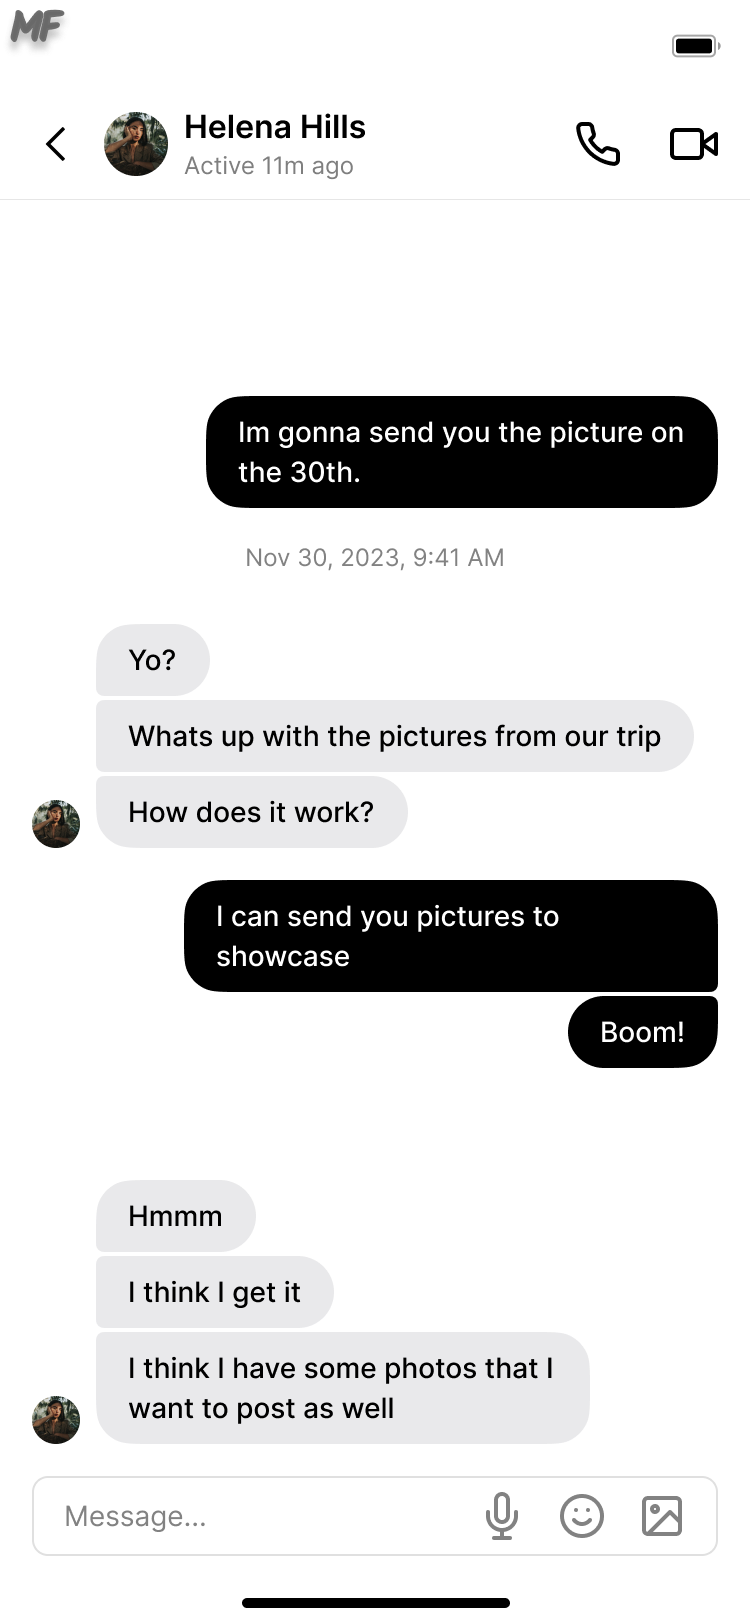 MF
Helena Hills
Active 11m ago
Im gonna send you the picture on
the 30th.
Nov 30, 2023, 9:41 AM
Yo?
Whats up with the pictures from our trip
How does it work?
I can send you pictures to
showcase
Boom!
Hmmm
I think I get it
I think I have some photos that I
want to post as well
Message...